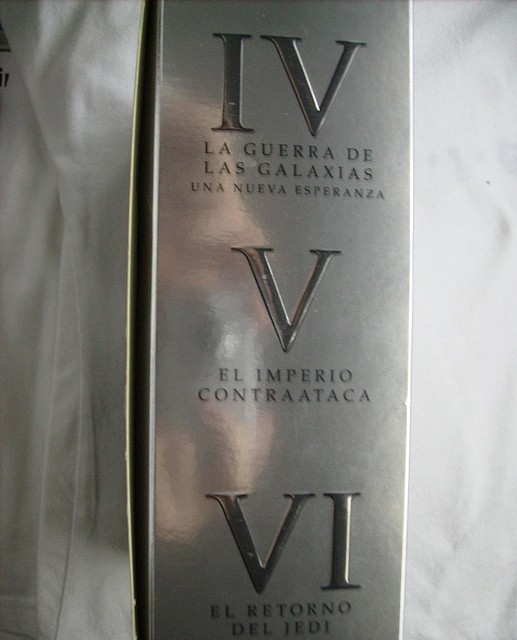 IV
LA GUERRA DE
LAS GALAXIAS
UNA NUEVA ESPERANZA
V
EL IMPERIO
CONTRAATACA
VI
EL RETORNO
DEL JEDI